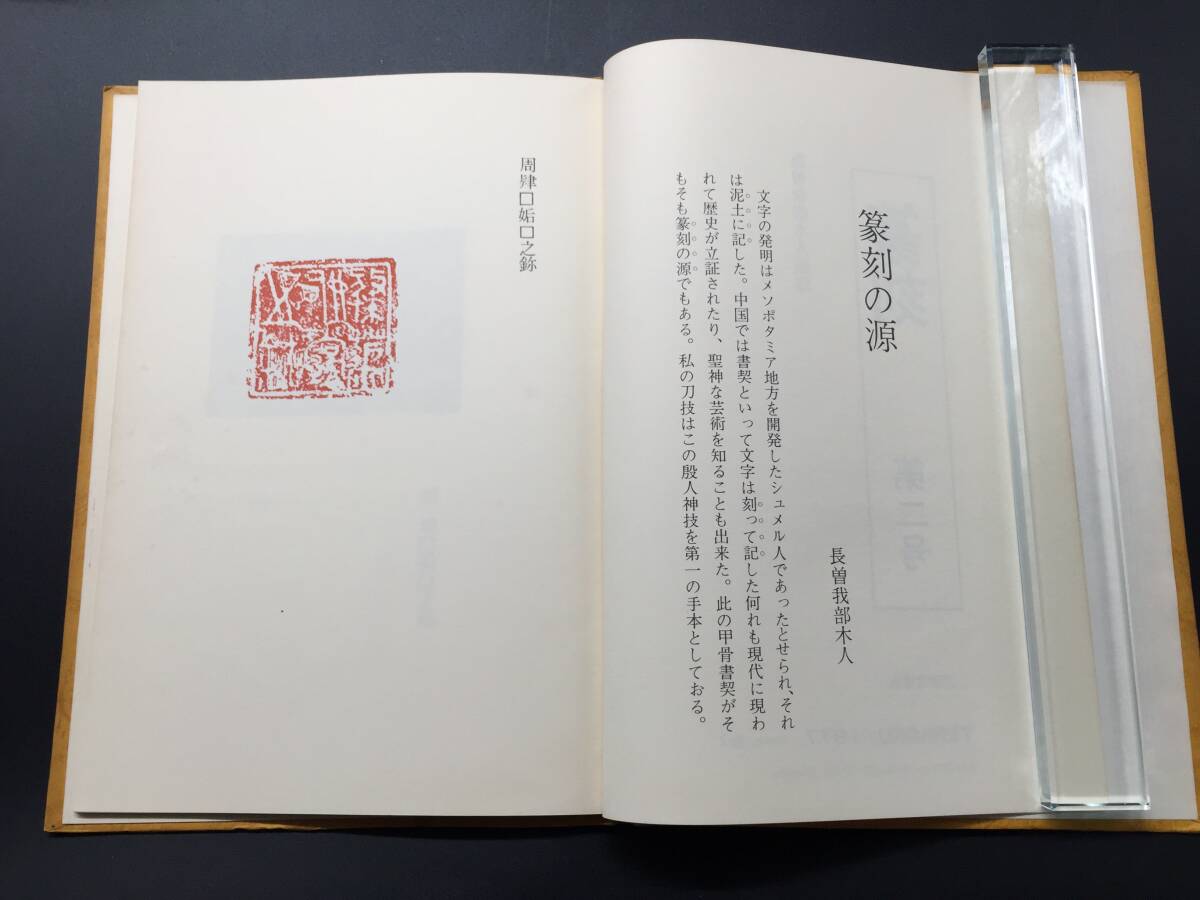 篆刻の源
長曽我部木人
文字の発明はメソポタミア地方を開発したシュメル人であったとせられ、それ
は泥土に記した。中国では書契といって文字は刻って記した何れも現代に現わ
れて歴史が立証されたり、聖神な芸術を知ることも出来た。此の甲骨書契がそ
もそも篆刻の源でもある。私の刀技はこの殷人神技を第一の手本としておる。
周肄口姤口之鉨